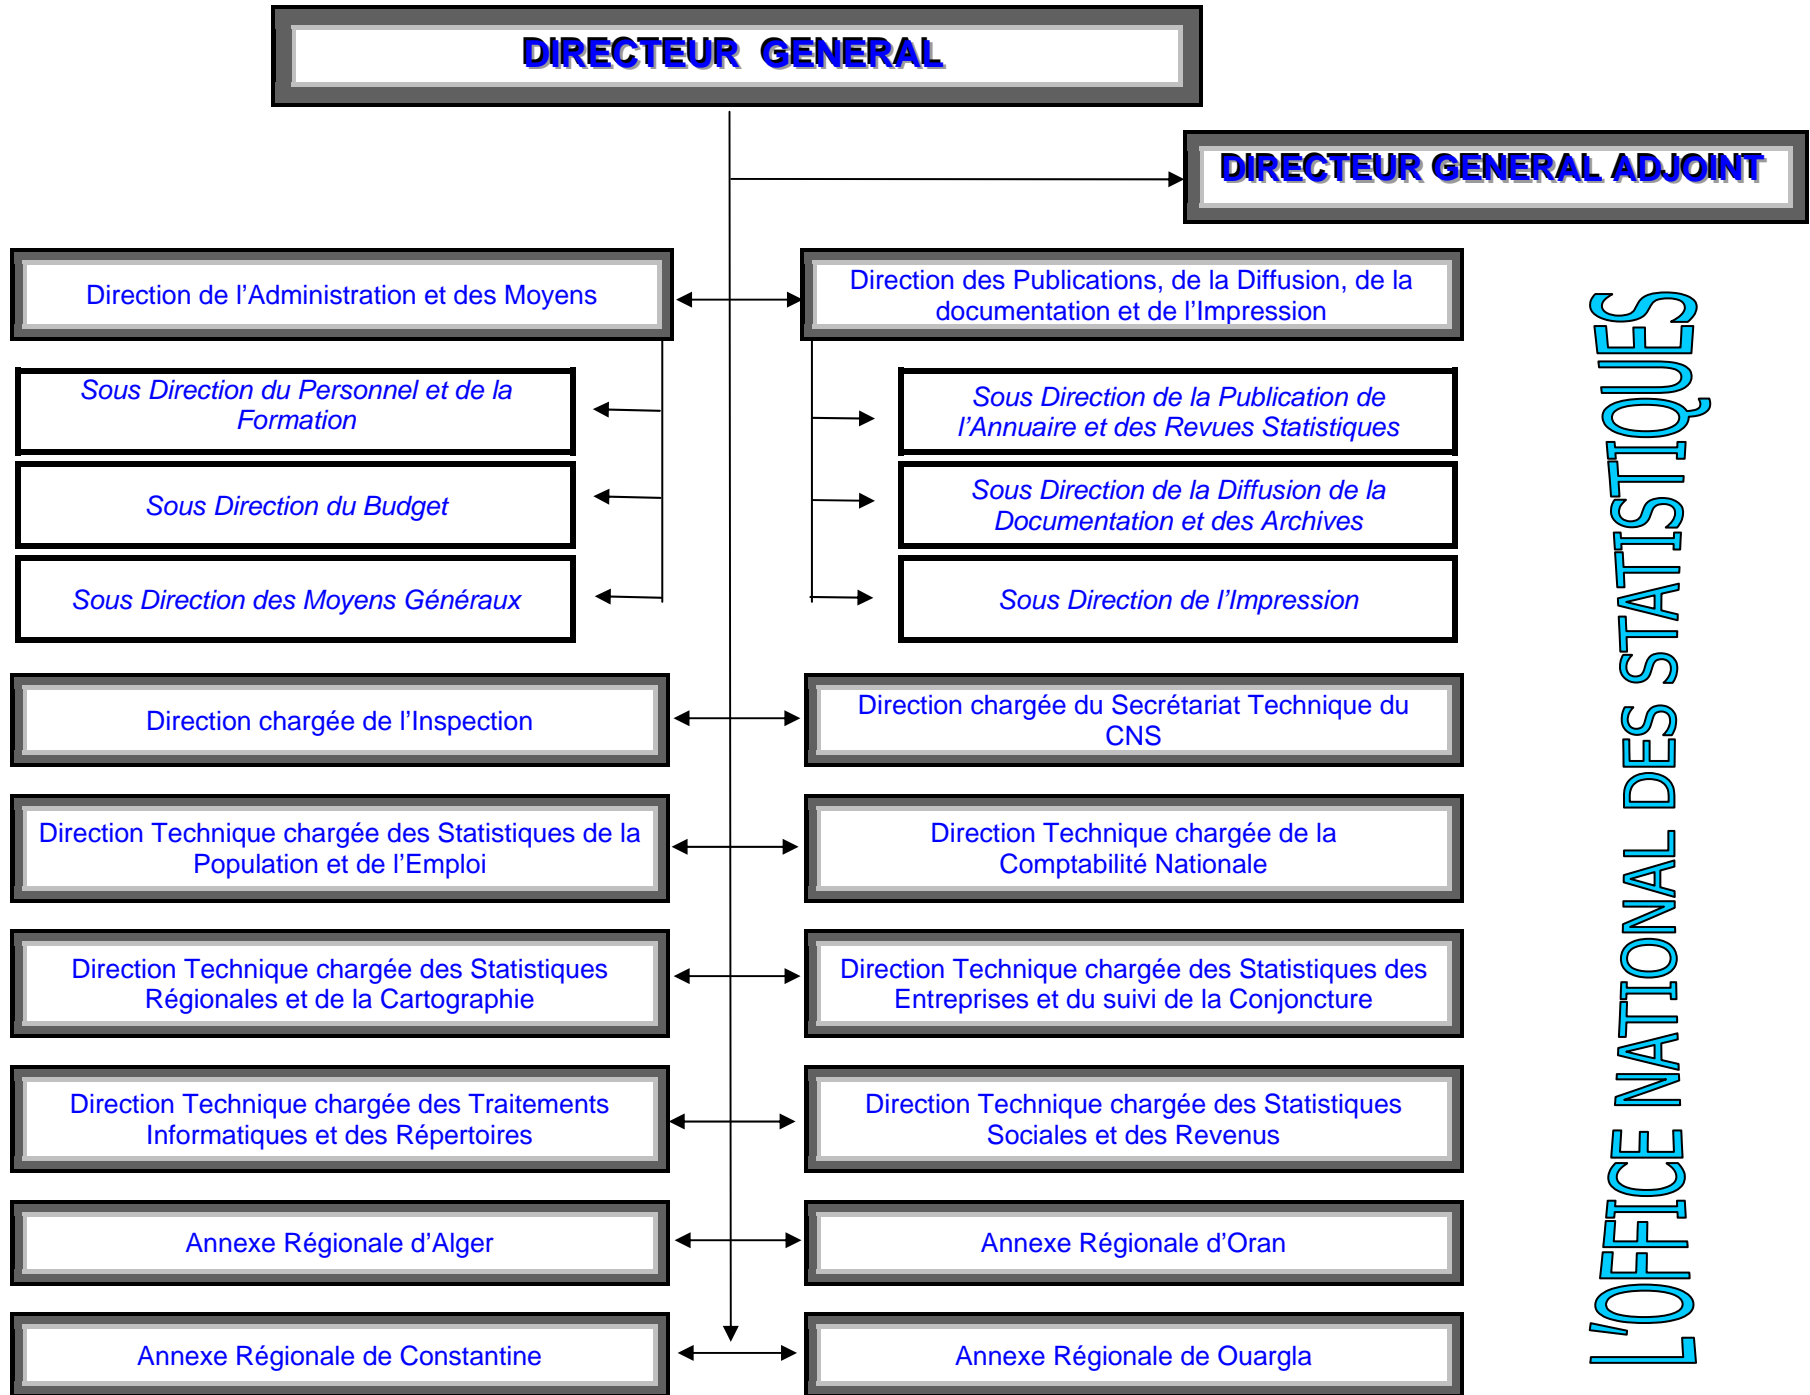 DIRECTEUR GENERAL
DIRECTEUR GENERAL ADJOINT
Direction de l’Administration et des Moyens
Direction des Publications, de la Diffusion, de la
documentation et de l’Impression
Sous Direction du Personnel et de la
Formation
Sous Direction de la Publication de
l’Annuaire et des Revues Statistiques
Sous Direction du Budget
Sous Direction de la Diffusion de la
Documentation et des Archives
Sous Direction des Moyens Généraux
Sous Direction de l’Impression
Direction chargée de l’Inspection
Direction chargée du Secrétariat Technique du
CNS
Direction Technique chargée des Statistiques de la
Population et de l’Emploi
Direction Technique chargée de la
Comptabilité Nationale
Direction Technique chargée des Statistiques
Régionales et de la Cartographie
Direction Technique chargée des Statistiques des
Entreprises et du suivi de la Conjoncture
Direction Technique chargée des Traitements
Informatiques et des Répertoires
Direction Technique chargée des Statistiques
Sociales et des Revenus
Annexe Régionale d’Alger
Annexe Régionale d’Oran
Annexe Régionale de Constantine
Annexe Régionale de Ouargla
L'OFFICE NATIONAL DES STATISTIQUES